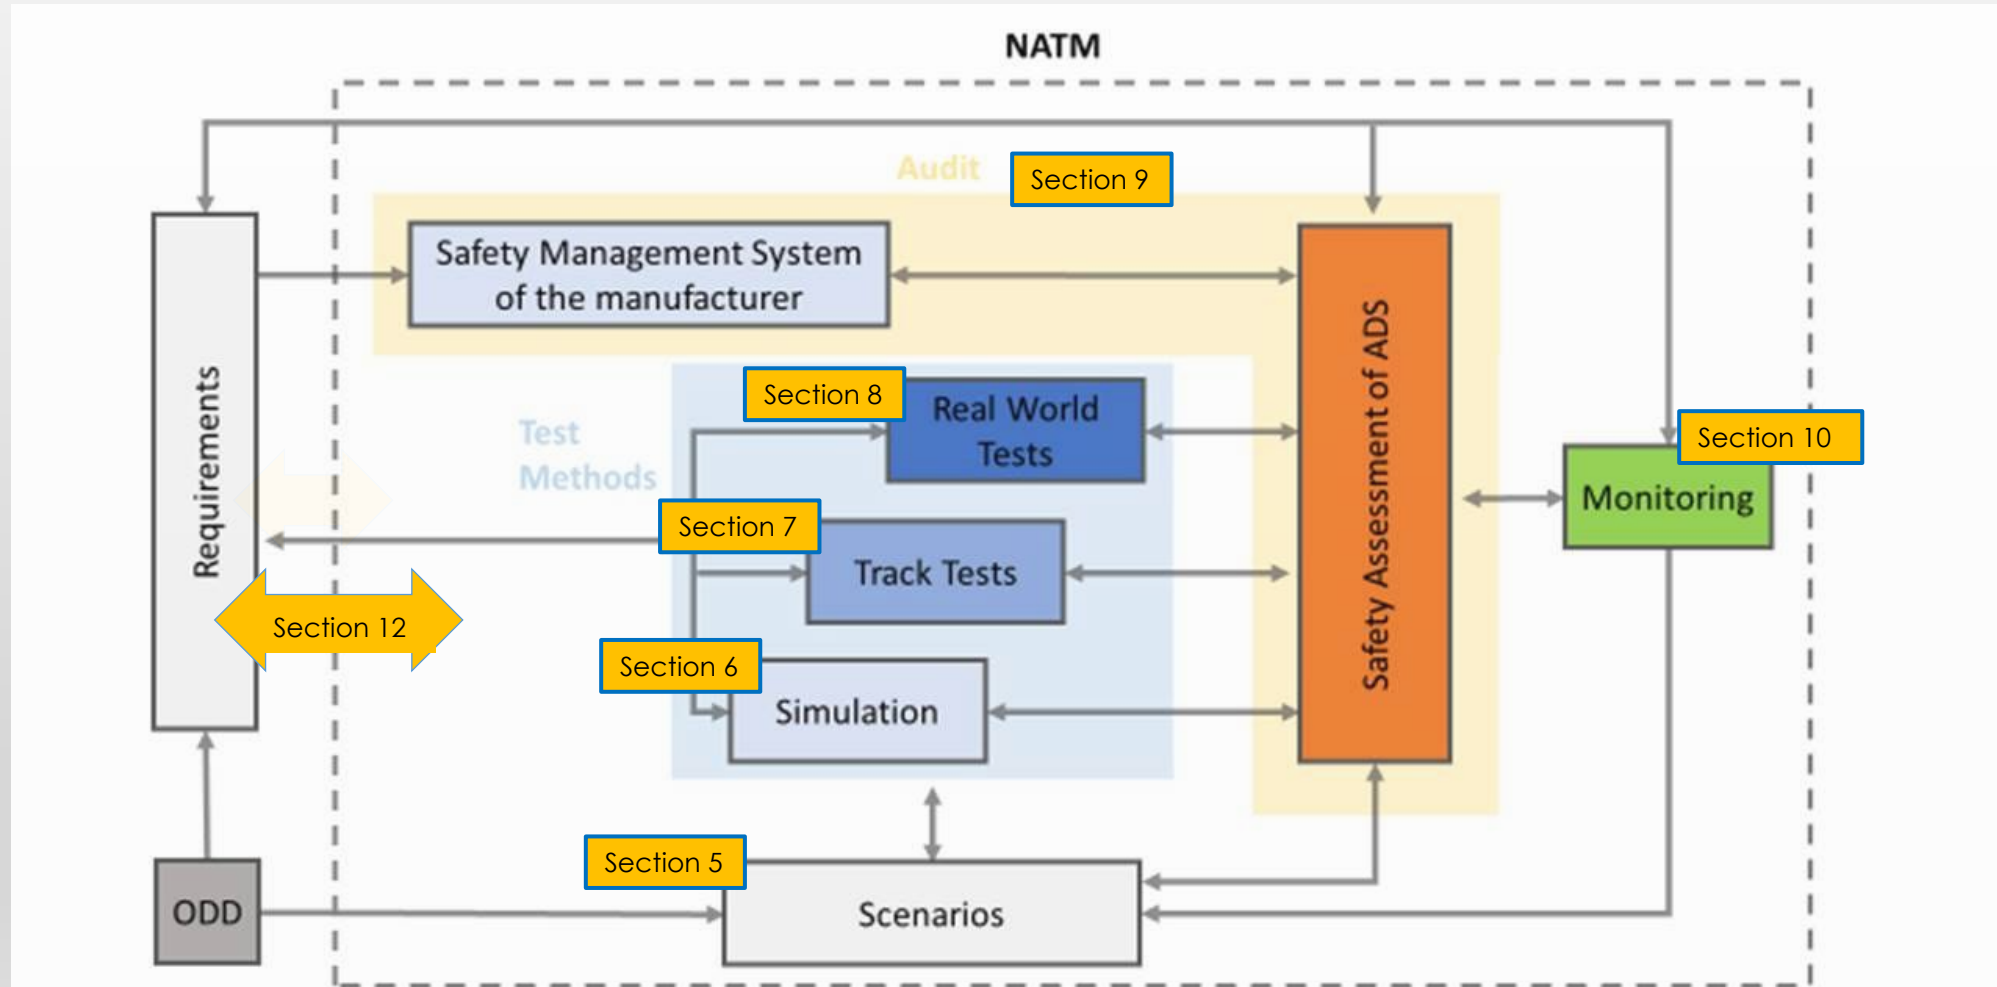 NATM
Audit
Section 9
Safety Management System
of the manufacturer
Requirements
Safety Assessment of ADS
Section 8
Real World
Tests
Test
Methods
Section 10
Monitoring
Section 7
Track Tests
Section 12
Section 6
Simulation
Section 5
Scenarios
ODD